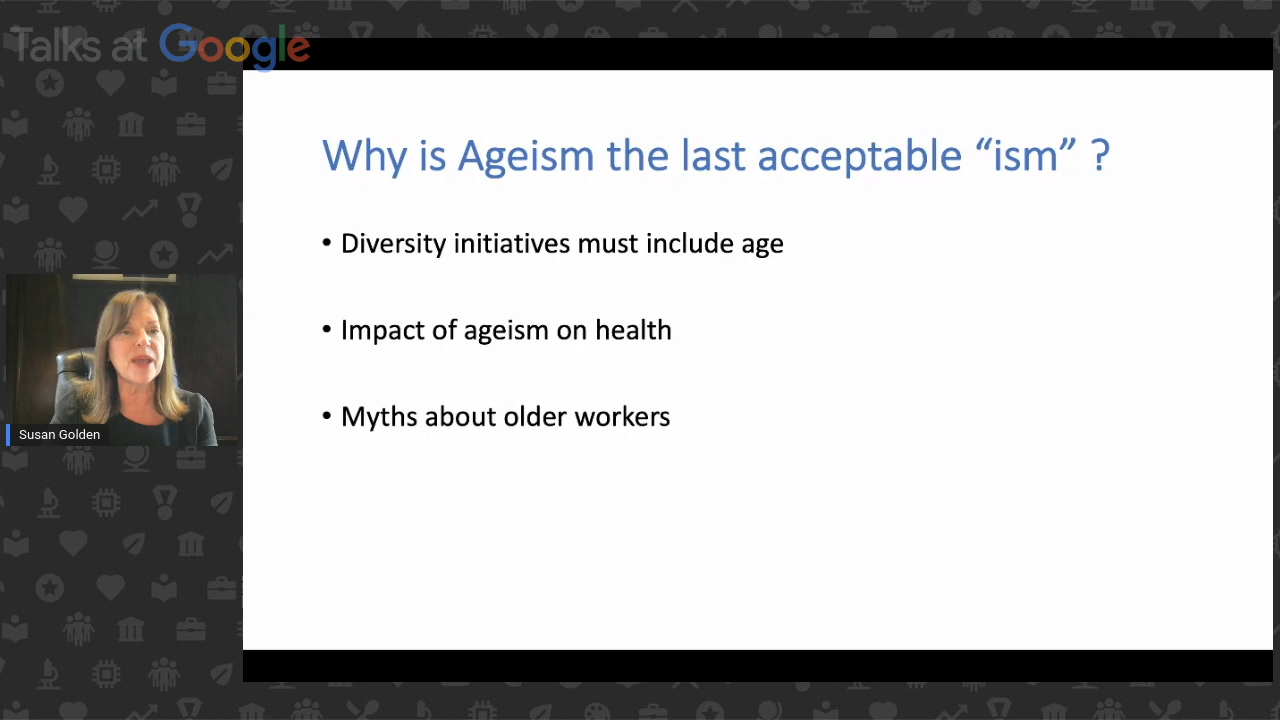 Talks at Google
Why is Ageism the last acceptable “ism” ?
• Diversity initiatives must include age
• Impact of ageism on health
• Myths about older workers
Susan Golden